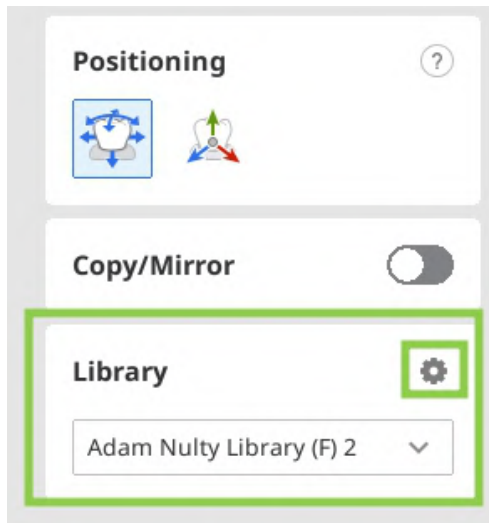 Positioning
?
Copy/Mirror
Library
Adam Nulty Library (F) 2